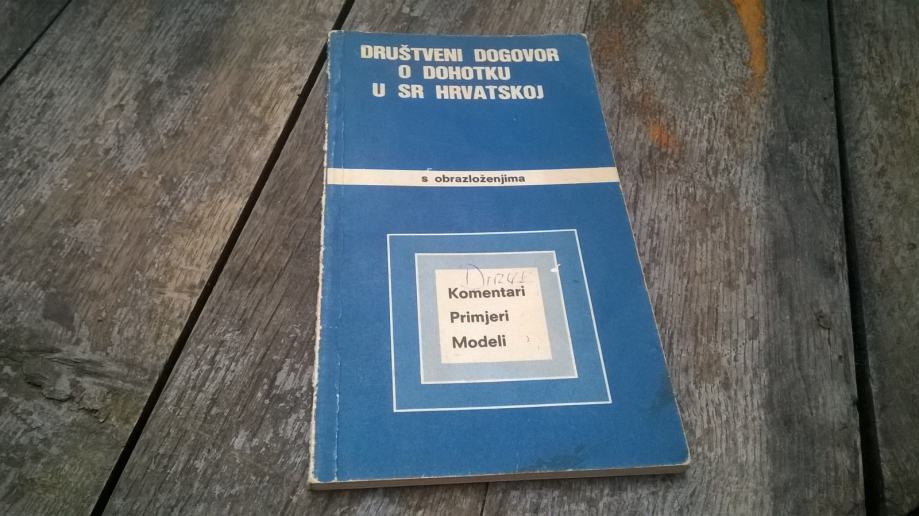 DRUŠTVENI DOGOVOR
O DOHOTKU
U SR HRVATSKOJ
s obrazloženjima
Komentari
Primjeri
Modeli